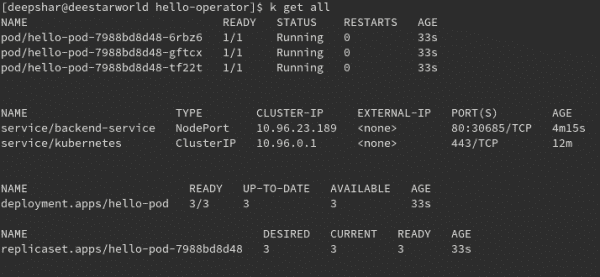 [deepshar@deestarworld hello-operator]$ k get all
NAME READY STATUS RESTARTS AGE
pod/hello-pod-7988bd8d48-6rbz6 1/1 Running 0 33s
pod/hello-pod-7988bd8d48-gftcx 1/1 Running 0 33s
pod/hello-pod-7988bd8d48-tf22t 1/1 Running 0 33s
NAME TYPE CLUSTER-IP EXTERNAL-IP PORT(S) AGE
service/backend-service NodePort 10.96.23.189 <none> 80:30685/TCP 4m15s
service/kubernetes ClusterIP 10.96.0.1 <none> 443/TCP 12m
NAME READY UP-TO-DATE AVAILABLE AGE
deployment.apps/hello-pod 3/3 3 3 33s
NAME DESIRED CURRENT READY AGE
replicaset.apps/hello-pod-7988bd8d48 3 3 3 33s